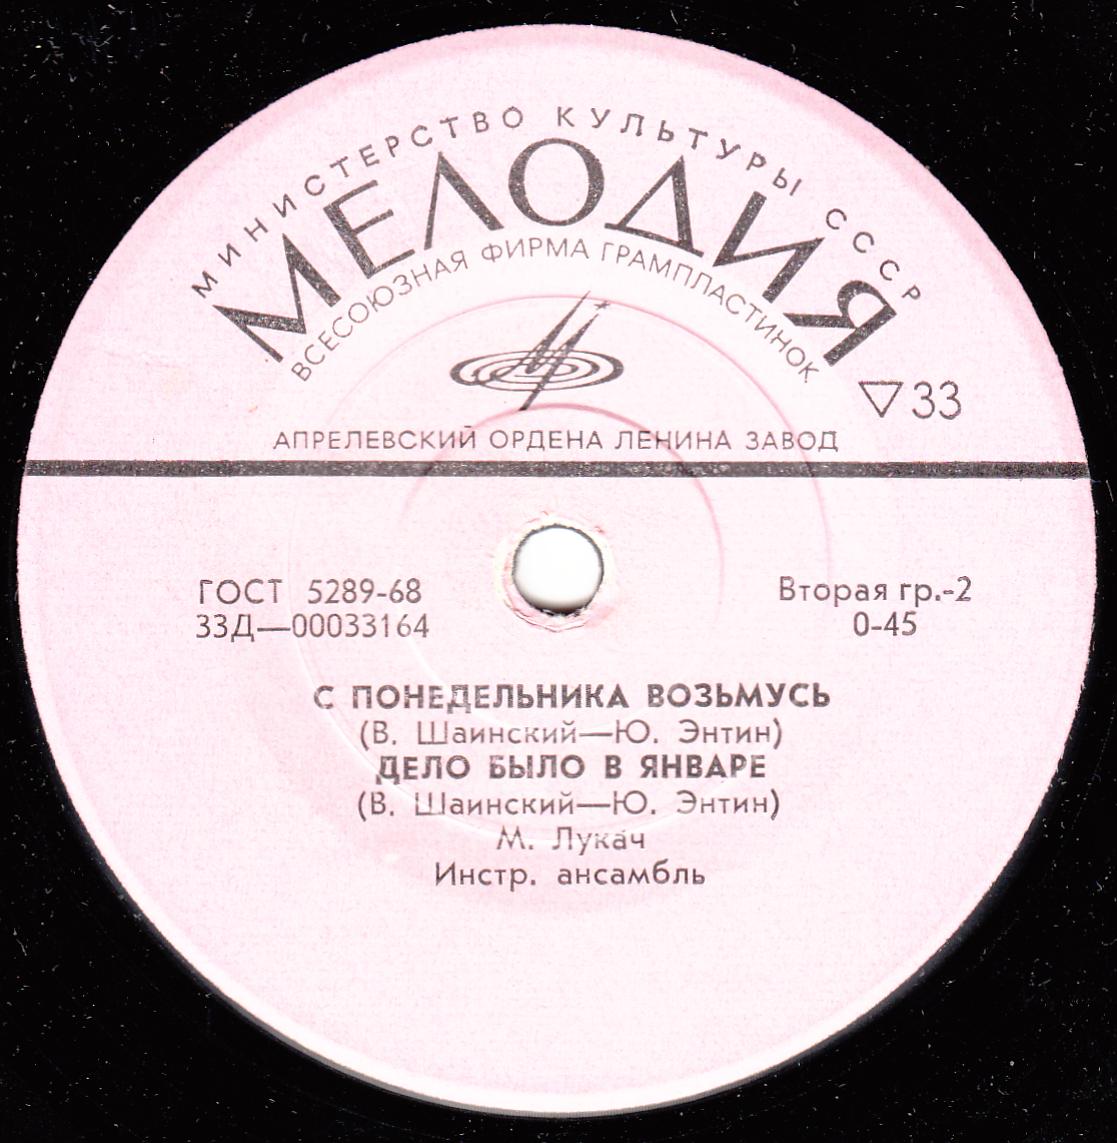 МИНИСТЕРСТВО КУЛЬТУРЫ СССР
МЕЛОДИЯ
ВСЕСОЮЗНАЯ ФИРМА ГРАМПЛАСТИНОК
▽33
АПРЕЛЕВСКИЙ ОРДЕНА ЛЕНИНА ЗАВОД
ГОСТ 5289-68
33Д—00033164
Вторая гр.-2
0-45
С ПОНЕДЕЛЬНИКА ВОЗЬМУСЬ
(В. Шаинский—Ю. Энтин)
ДЕЛО БЫЛО В ЯНВАРЕ
(В. Шаинский—Ю. Энтин)
М. Лукач
Инстр. ансамбль